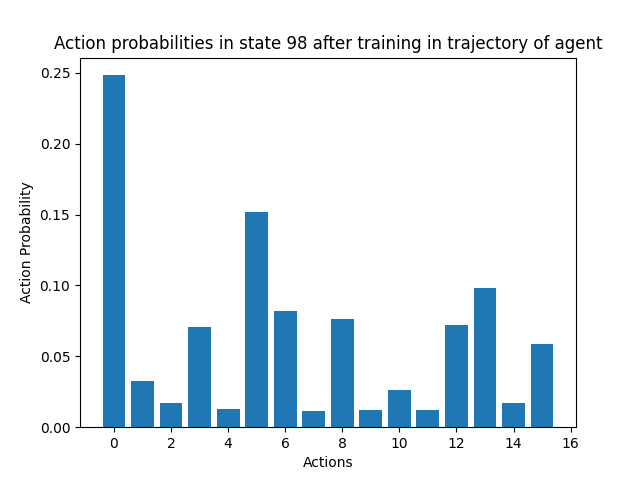 Action probabilities in state 98 after training in trajectory of agent
0.25
0.20
0.15
0.10
0.05
0.00
Action Probability
0 2 4 6 8 10 12 14 16
Actions